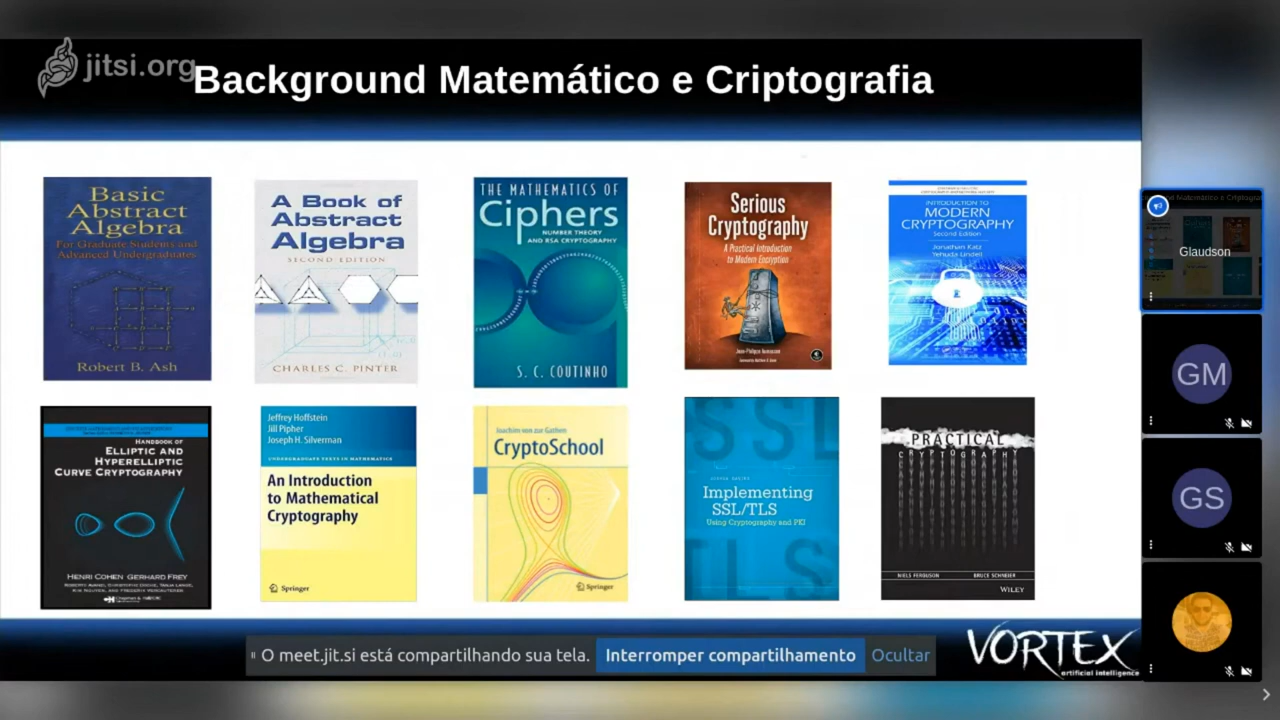 jitsi.org
Background Matemático e Criptografia
Basic
Abstract
Algebra
For Graduate Students and
Advanced Undergraduates
Robert B. Ash
A Book of
Abstract
Algebra
SECOND EDITION
CHARLES C. PINTER
THE MATHEMATICS OF
Ciphers
NUMBER THEORY
AND RSA CRYPTOGRAPHY
S. C. COUTINHO
Serious
Cryptography
A Practical Introduction
to Modern Encryption
Jean-Philippe Aumasson
INTRODUCTION TO
MODERN
CRYPTOGRAPHY
Second Edition
Jonathan Katz
Yehuda Lindell
HANDBOOK OF
ELLIPTIC AND
HYPERELLIPTIC
CURVE CRYPTOGRAPHY
HENRI COHEN GERHARD FREY
Jeffrey Hoffstein
Jill Pipher
Joseph H. Silverman
UNDERGRADUATE TEXTS IN MATHEMATICS
An Introduction
to Mathematical
Cryptography
Springer
Joachim von zur Gathen
CryptoSchool
Springer
SSL
Implementing
SSL/TLS
Using Cryptography and PKI
TLS
PRACTICAL
CRYPTOGRAPHY
NIELS FERGUSON BRUCE SCHNEIER
WILEY
Glaudson
GM
GS
O meet.jit.si está compartilhando sua tela.
Interromper compartilhamento
Ocultar
VORTEX
artificial intelligence